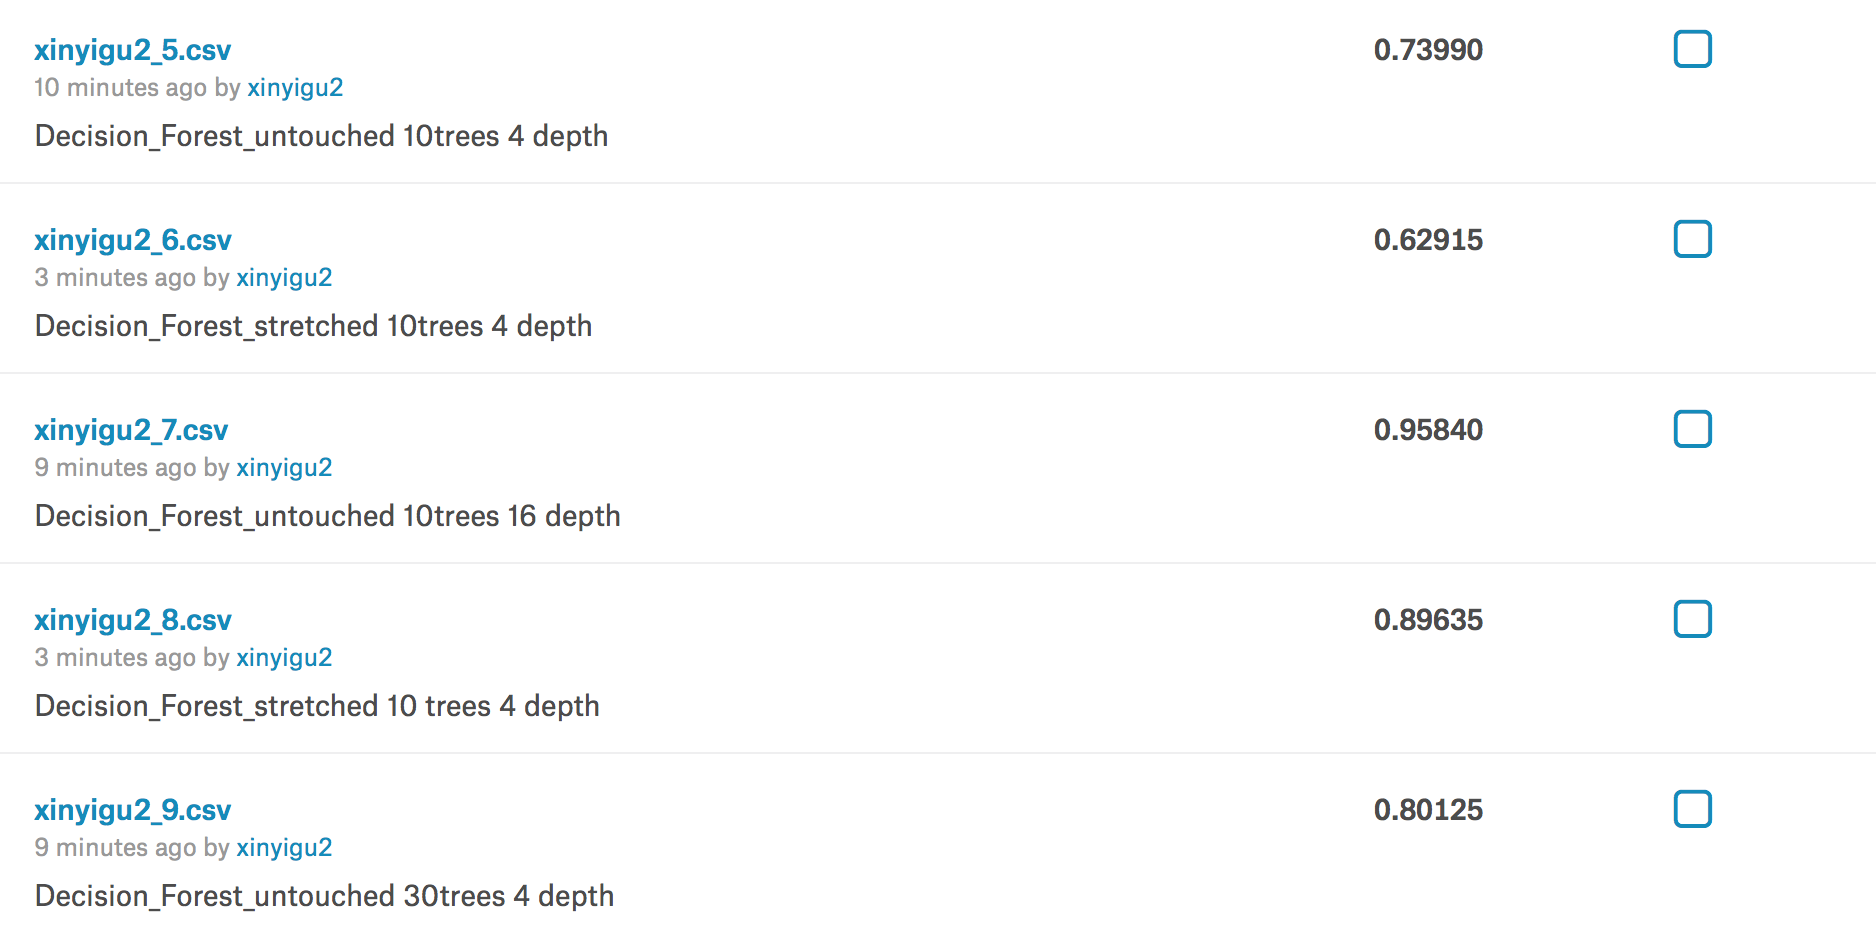 xinyigu2_5.csv 0.73990
10 minutes ago by xinyigu2
Decision_Forest_untouched 10trees 4 depth
xinyigu2_6.csv 0.62915
3 minutes ago by xinyigu2
Decision_Forest_stretched 10trees 4 depth
xinyigu2_7.csv 0.95840
9 minutes ago by xinyigu2
Decision_Forest_untouched 10trees 16 depth
xinyigu2_8.csv 0.89635
3 minutes ago by xinyigu2
Decision_Forest_stretched 10 trees 4 depth
xinyigu2_9.csv 0.80125
9 minutes ago by xinyigu2
Decision_Forest_untouched 30trees 4 depth